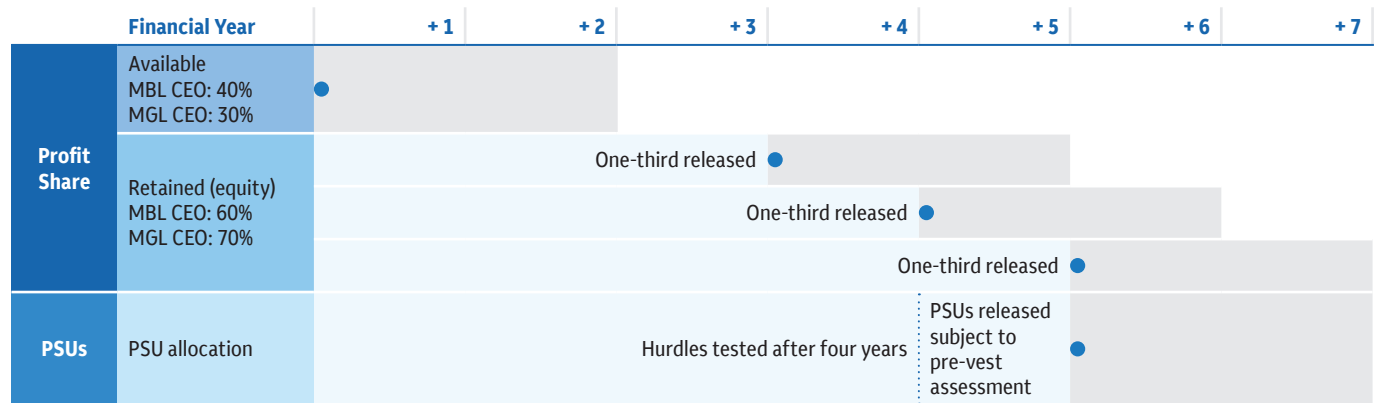 Financial Year
+ 1
+ 2
+ 3
+ 4
+ 5
+ 6
+ 7
Profit
Share
Available
MBL CEO: 40%
MGL CEO: 30%
Retained (equity)
MBL CEO: 60%
MGL CEO: 70%
One-third released
One-third released
One-third released
PSUs
PSU allocation
Hurdles tested after four years
PSUs released
subject to
pre-vest
assessment